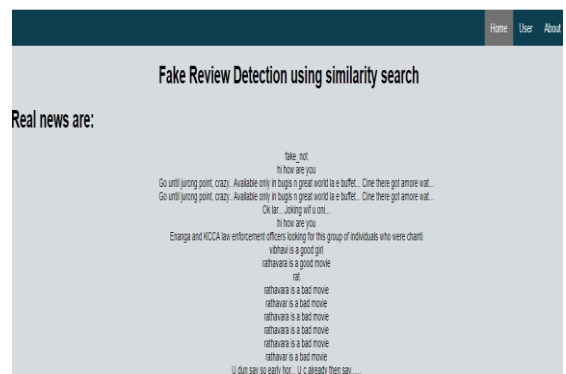 Home User About
Fake Review Detection using similarity search
Real news are:
fake_not
hi how are you
Go until jurong point, crazy.. Available only in bugis n great world la e buffet... Cine there got amore wat...
Go until jurong point, crazy.. Available only in bugis n great world la e buffet... Cine there got amore wat...
Ok lar... Joking wif u oni...
hi how are you
Enanga and KCCA law enforcement officers looking for this group of individuals who were chanti
vibhavi is a good girl
rathavara is a good movie
rat
rathavara is a bad movie
rathavar is a bad movie
rathavara is a bad movie
rathavara is a bad movie
rathavara is a bad movie
rathavar is a bad movie
U dun say so early hor... U c already then say......